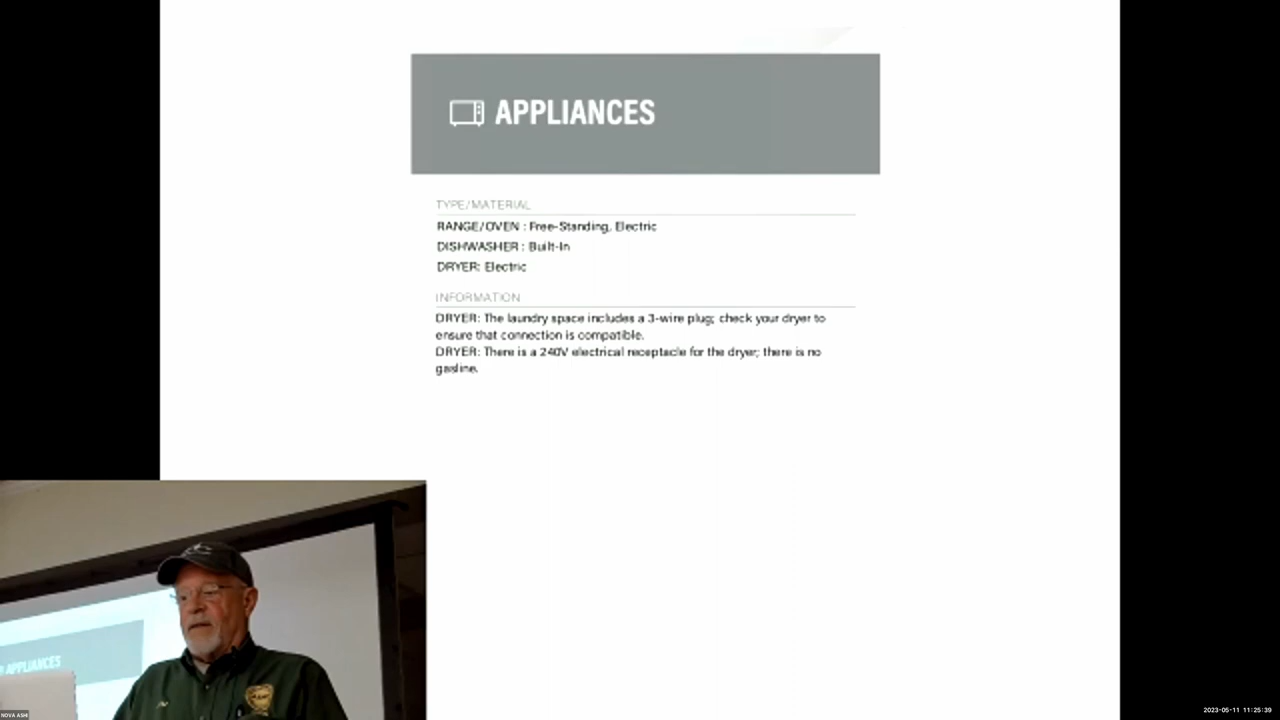 APPLIANCES
TYPE/MATERIAL
RANGE/OVEN : Free-Standing, Electric
DISHWASHER : Built-In
DRYER: Electric
INFORMATION
DRYER: The laundry space includes a 3-wire plug; check your dryer to
ensure that connection is compatible.
DRYER: There is a 240V electrical receptacle for the dryer; there is no
gasline.
APPLIANCES
NOVA ASHI
2023-05-11 11:25:39